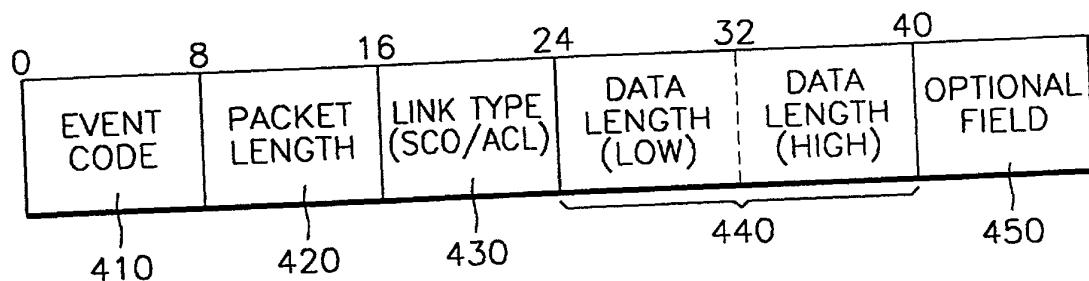 0 8 16 24 32 40
EVENT CODE
PACKET LENGTH
LINK TYPE (SCO/ACL)
DATA LENGTH (LOW)
DATA LENGTH (HIGH)
OPTIONAL FIELD
410 420 430 440 450